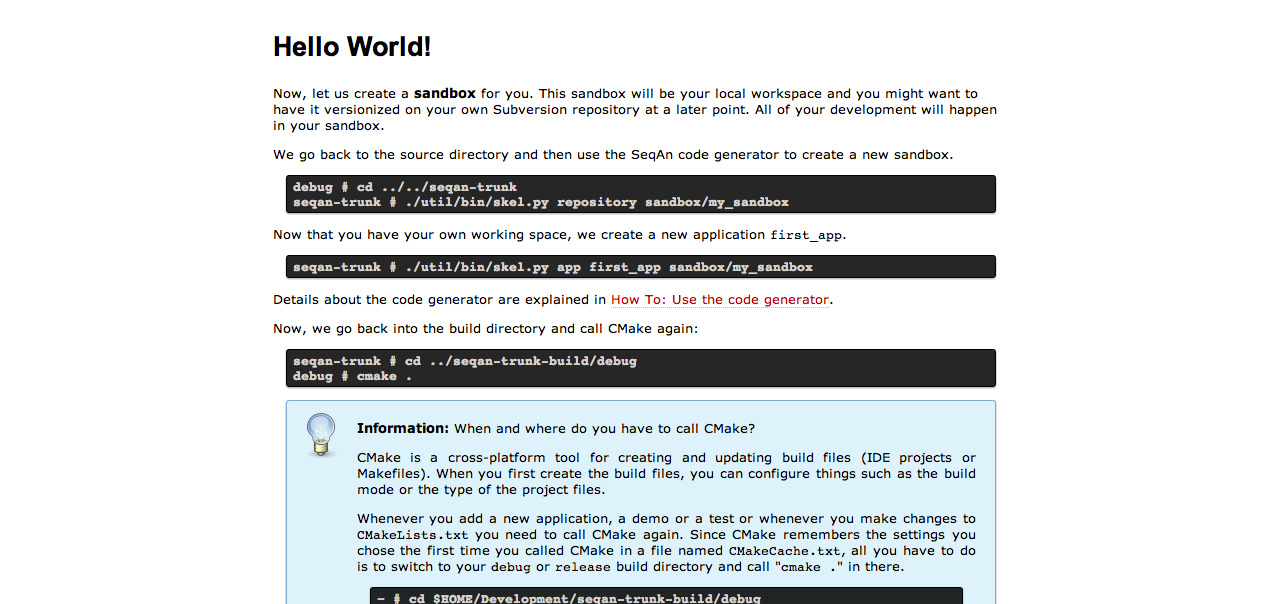 Hello World!
Now, let us create a sandbox for you. This sandbox will be your local workspace and you might want to
have it versionized on your own Subversion repository at a later point. All of your development will happen
in your sandbox.
We go back to the source directory and then use the SeqAn code generator to create a new sandbox.
debug # cd ../../seqan-trunk
seqan-trunk # ./util/bin/skel.py repository sandbox/my_sandbox
Now that you have your own working space, we create a new application first_app.
seqan-trunk # ./util/bin/skel.py app first_app sandbox/my_sandbox
Details about the code generator are explained in How To: Use the code generator.
Now, we go back into the build directory and call CMake again:
seqan-trunk # cd ../seqan-trunk-build/debug
debug # cmake .
Information: When and where do you have to call CMake?
CMake is a cross-platform tool for creating and updating build files (IDE projects or
Makefiles). When you first create the build files, you can configure things such as the build
mode or the type of the project files.
Whenever you add a new application, a demo or a test or whenever you make changes to
CMakeLists.txt you need to call CMake again. Since CMake remembers the settings you
chose the first time you called CMake in a file named CMakeCache.txt, all you have to do
is to switch to your debug or release build directory and call "cmake ." in there.
~ # cd $HOME/Development/seqan-trunk-build/debug